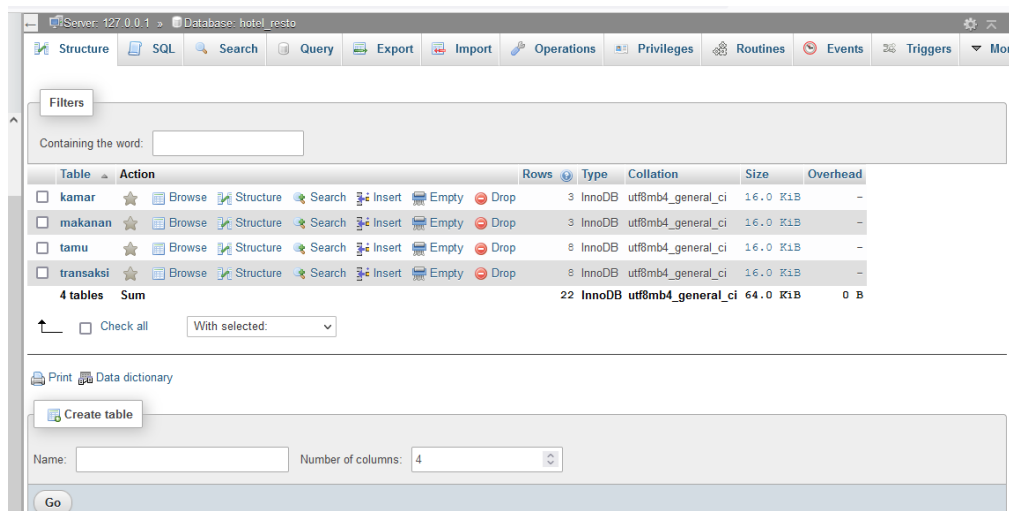 Server: 127.0.0.1 » Database: hotel_resto
Structure SQL Search Query Export Import Operations Privileges Routines Events Triggers Mor
Filters
Containing the word:
Table Action Rows Type Collation Size Overhead
kamar Browse Structure Search Insert Empty Drop 3 InnoDB utf8mb4_general_ci 16.0 KiB -
makanan Browse Structure Search Insert Empty Drop 3 InnoDB utf8mb4_general_ci 16.0 KiB -
tamu Browse Structure Search Insert Empty Drop 8 InnoDB utf8mb4_general_ci 16.0 KiB -
transaksi Browse Structure Search Insert Empty Drop 8 InnoDB utf8mb4_general_ci 16.0 KiB -
4 tables Sum 22 InnoDB utf8mb4_general_ci 64.0 KiB 0 B
Check all With selected:
Print Data dictionary
Create table
Name: Number of columns: 4
Go